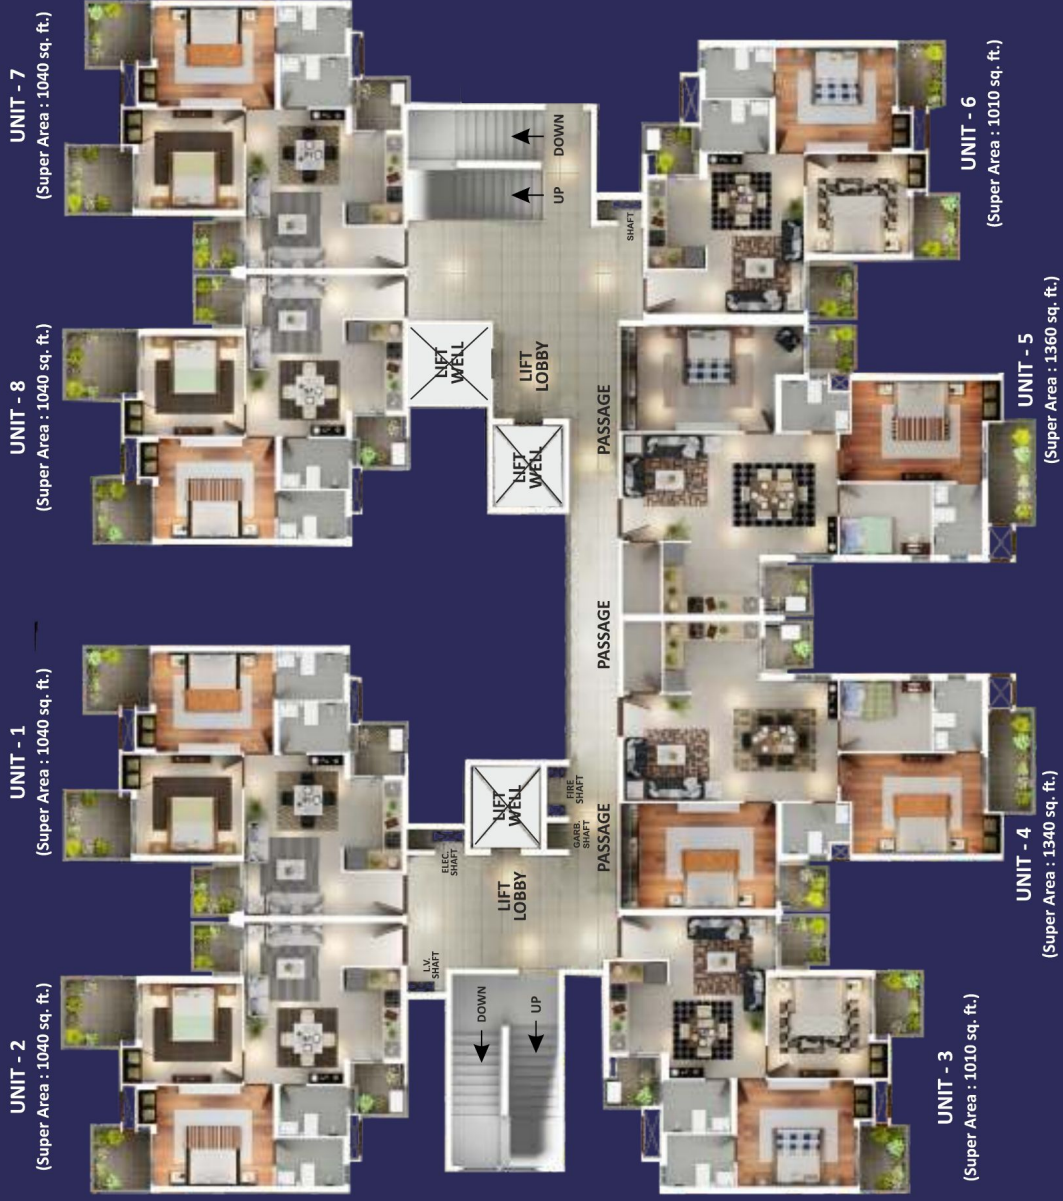 UNIT - 7
(Super Area : 1040 sq. ft.)
UNIT - 8
(Super Area : 1040 sq. ft.)
UNIT - 1
(Super Area : 1040 sq. ft.)
UNIT - 2
(Super Area : 1040 sq. ft.)
DOWN
UP
SHAFT
LIFT
WELL
LIFT
LOBBY
LIFT
WELL
PASSAGE
PASSAGE
LIFT
WELL
FIRE
SHAFT
GARB.
SHAFT
PASSAGE
ELEC.
SHAFT
LIFT
LOBBY
L.V.
SHAFT
DOWN
UP
UNIT - 6
(Super Area : 1010 sq. ft.)
UNIT - 5
(Super Area : 1360 sq. ft.)
UNIT - 4
(Super Area : 1340 sq. ft.)
UNIT - 3
(Super Area : 1010 sq. ft.)